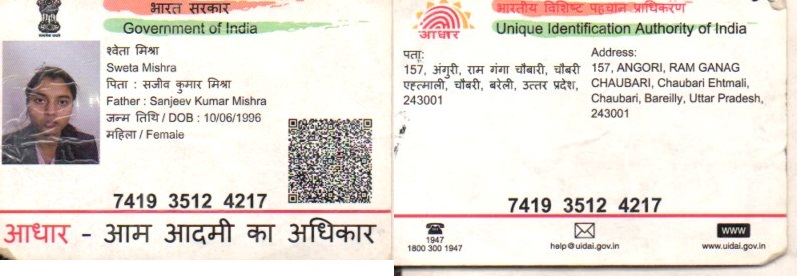 भारत सरकार
Government of India
श्वेता मिश्रा
Sweta Mishra
पिता : सजीव कुमार मिश्रा
Father : Sanjeev Kumar Mishra
जन्म तिथि / DOB : 10/06/1996
महिला / Female
7419 3512 4217
आधार - आम आदमी का अधिकार
भारतीय विशिष्ट पहचान प्राधिकरण
आधार
Unique Identification Authority of India
पता:
157, अंगुरी, राम गंगा चौबारी, चौबरी
एह्त्माली, चौबरी, बरेली, उत्तर प्रदेश,
243001
Address:
157, ANGORI, RAM GANAG
CHAUBARI, Chaubari Ehtmali,
Chaubari, Bareilly, Uttar Pradesh,
243001
7419 3512 4217
1947
1800 300 1947
help@uidai.gov.in
www
www.uidai.gov.in